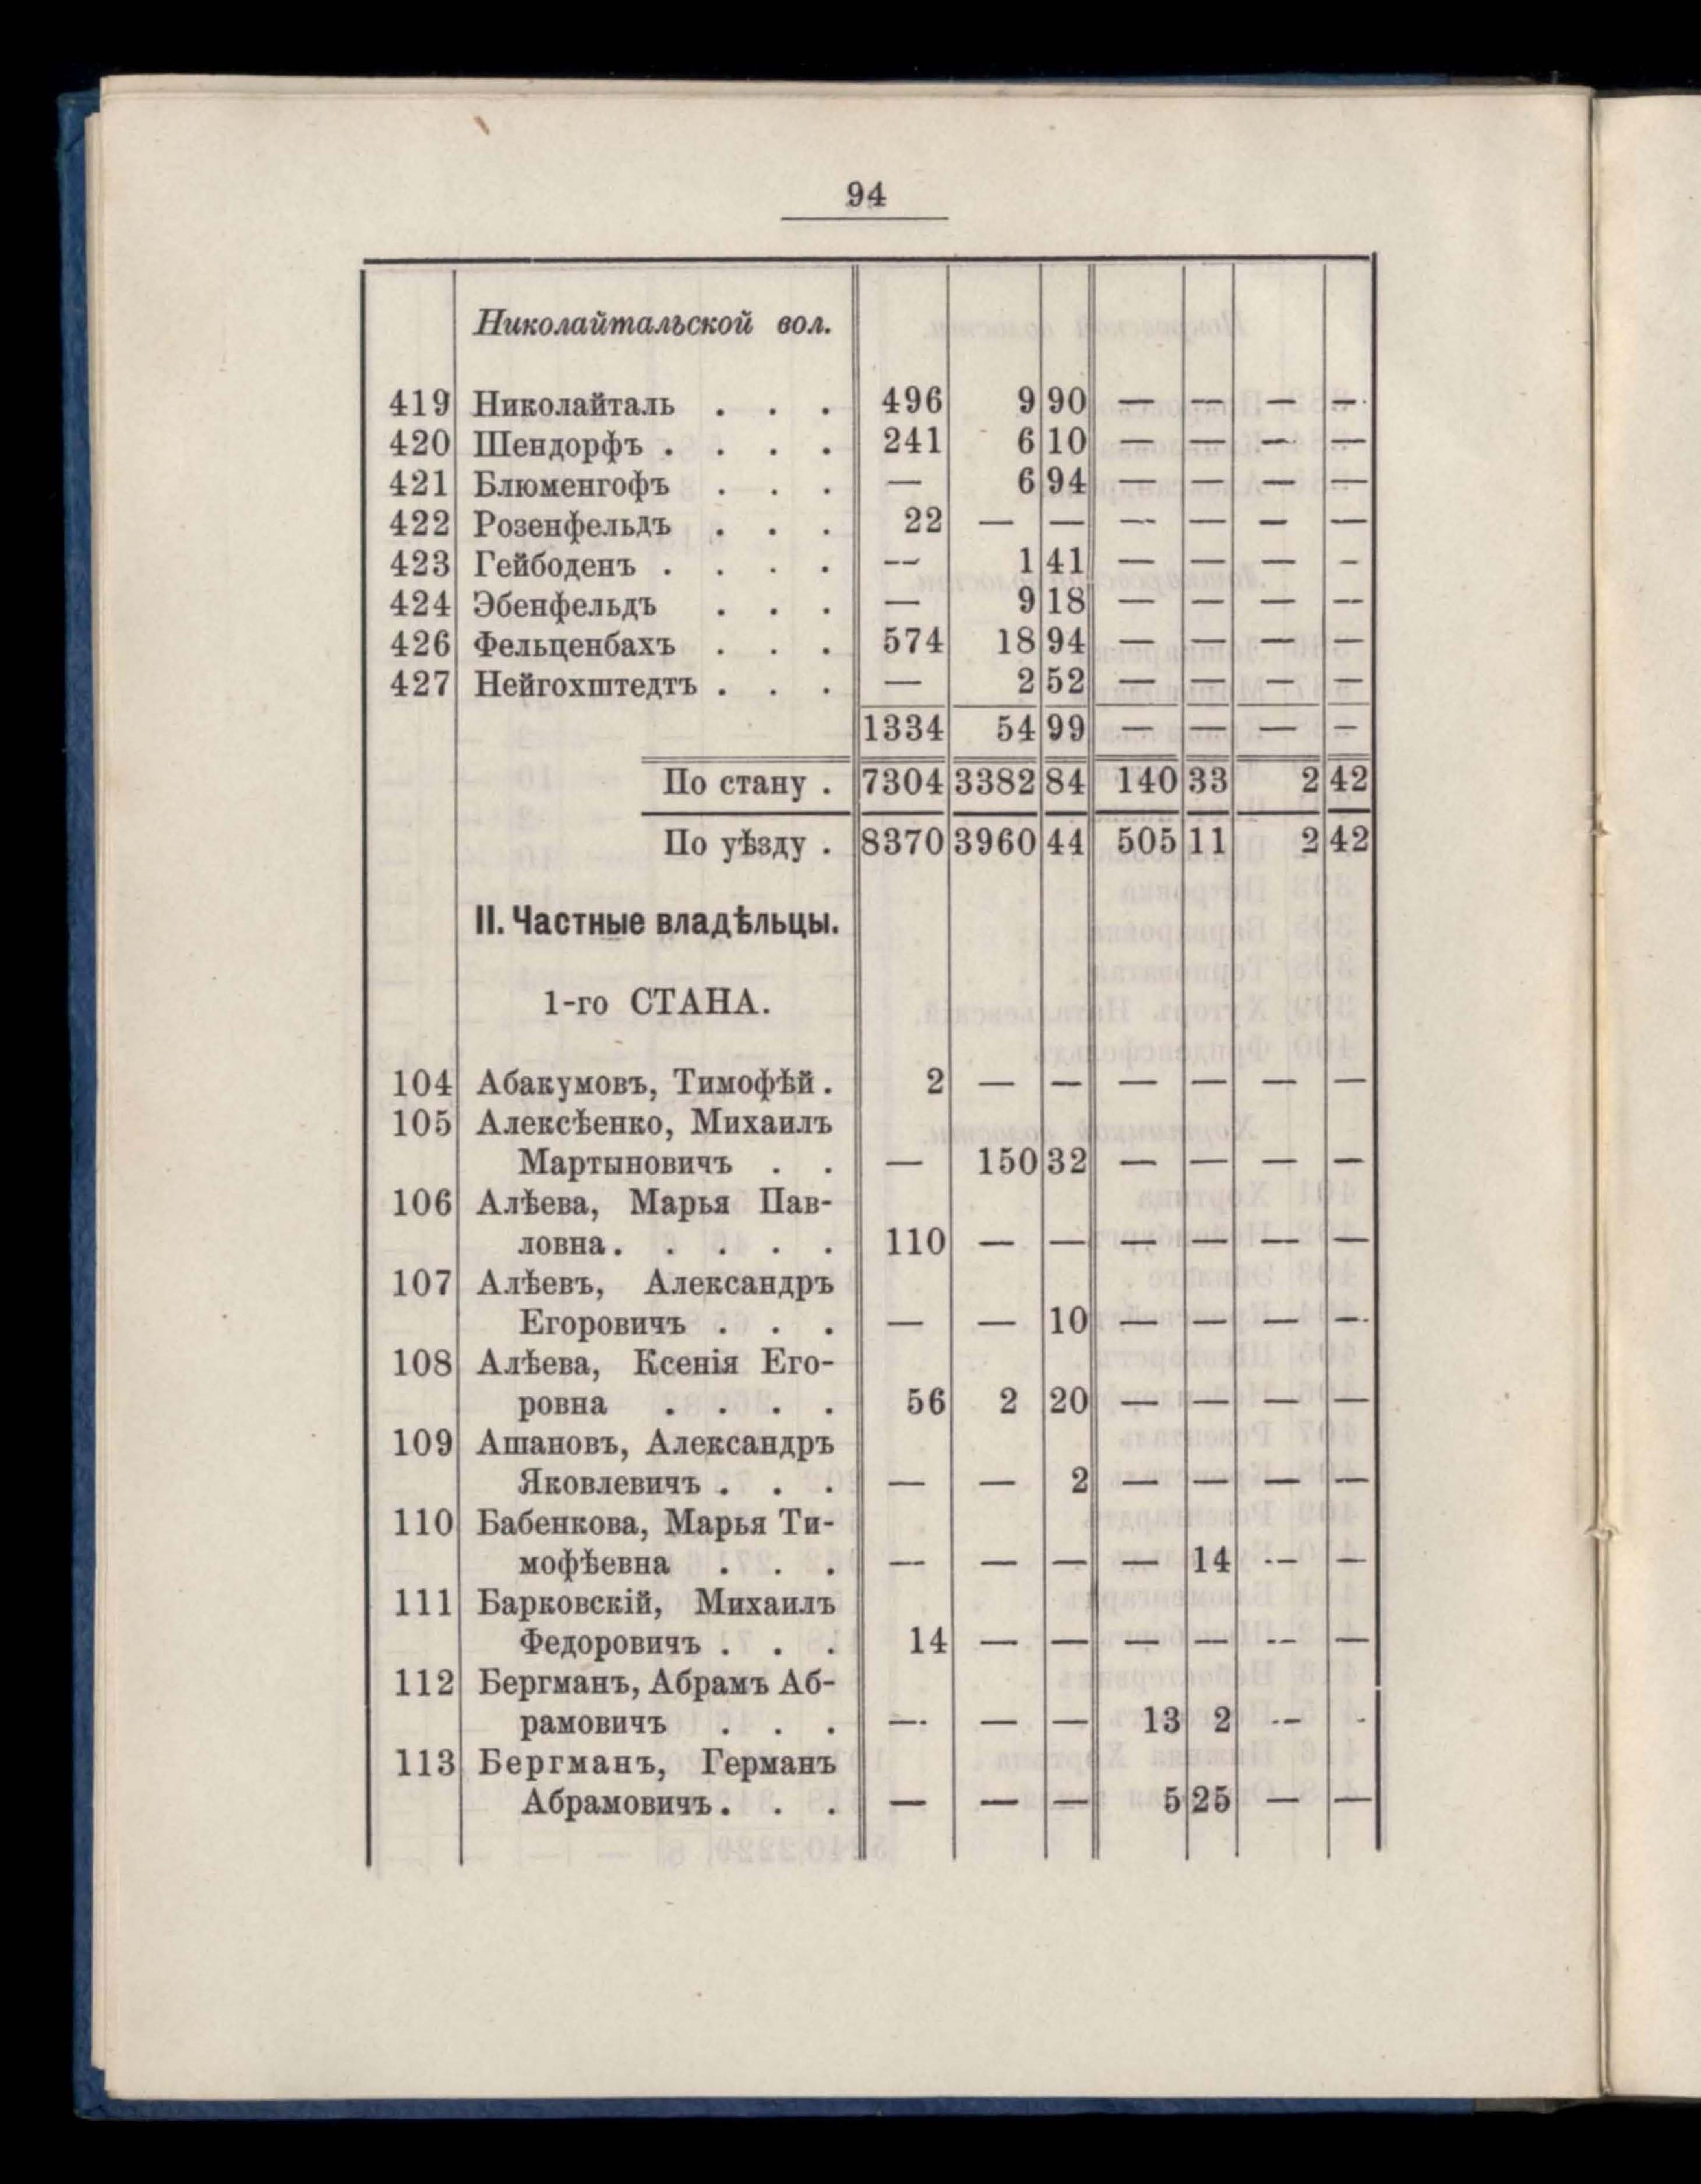 94
Николайтальской вол.
419 Николайталь . . . 496 9 90 — — — —
420 Шендорфъ . . . . 241 6 10 — — — —
421 Блюменгофъ . . . — 6 94 — — — —
422 Розенфельдъ . . . 22 — — — — — —
423 Гейбоденъ . . . . — 1 41 — — — —
424 Эбенфельдъ . . . — 9 18 — — — —
426 Фельценбахъ . . . 574 18 94 — — — —
427 Нейгохштедтъ . . . — 2 52 — — — —
1334 54 99 — — — —
По стану . 7304 3382 84 140 33 2 42
По уѣзду . 8370 3960 44 505 11 2 42
II. Частные владѣльцы.
1-го СТАНА.
104 Абакумовъ, Тимофѣй . 2 — — — — — —
105 Алексѣенко, Михаилъ
Мартыновичъ . . — 150 32 — — — —
106 Алѣева, Марья Пав-
ловна . . . . . 110 — — — — — —
107 Алѣевъ, Александръ
Егоровичъ . . . — — 10 — — — —
108 Алѣева, Ксенія Его-
ровна . . . . 56 2 20 — — — —
109 Ашановъ, Александръ
Яковлевичъ . . . — — 2 — — — —
110 Бабенкова, Марья Ти-
мофѣевна . . . — — — — 14 — —
111 Барковскій, Михаилъ
Федоровичъ . . . 14 — — — — — —
112 Бергманъ, Абрамъ Аб-
рамовичъ . . . — — — 13 2 — —
113 Бергманъ, Германъ
Абрамовичъ . . . — — — 5 25 — —